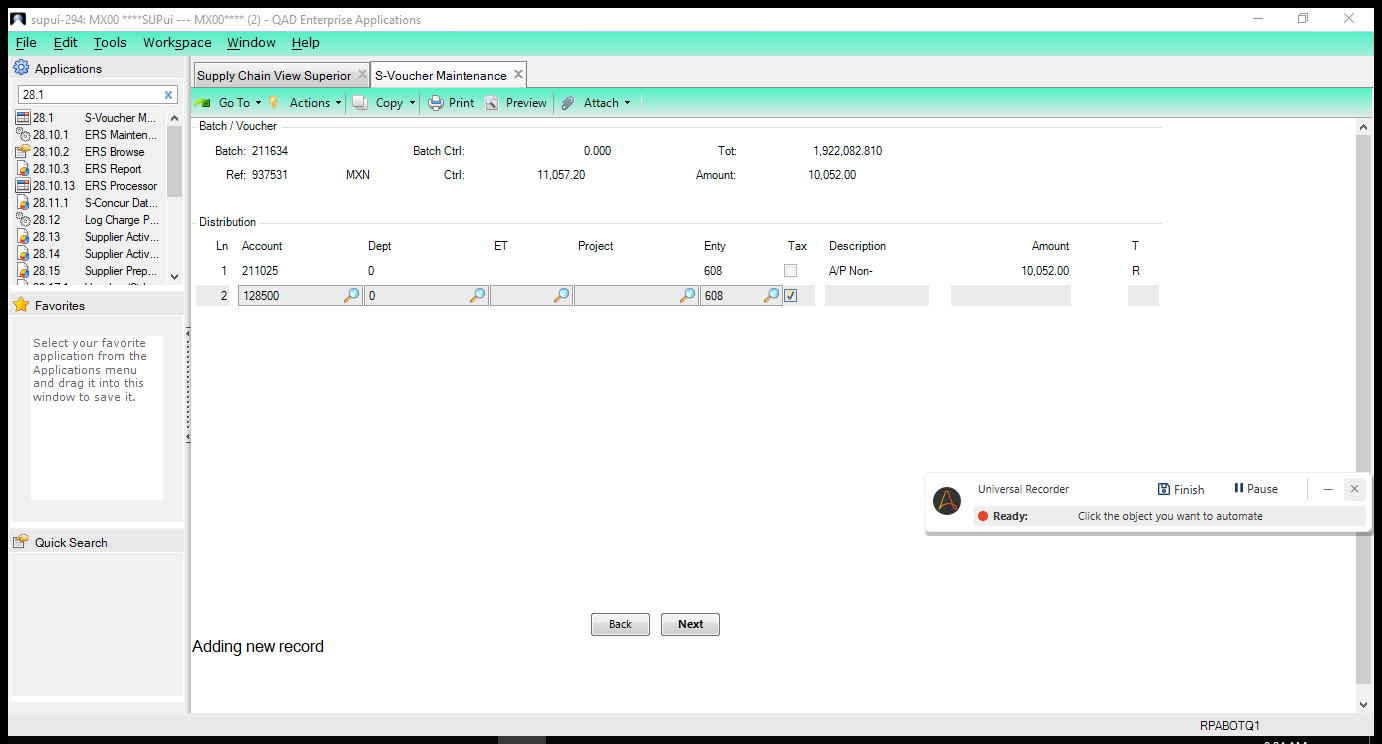 supui-294: MX00 ****SUPui --- MX00**** (2) - QAD Enterprise Applications
File Edit Tools Workspace Window Help
Applications
28.1
28.1 S-Voucher M...
28.10.1 ERS Mainten...
28.10.2 ERS Browse
28.10.3 ERS Report
28.10.13 ERS Processor
28.11.1 S-Concur Dat...
28.12 Log Charge P...
28.13 Supplier Activ...
28.14 Supplier Activ...
28.15 Supplier Prep...
Favorites
Select your favorite
application from the
Applications menu
and drag it into this
window to save it.
Quick Search
Supply Chain View Superior
S-Voucher Maintenance
Go To Actions Copy Print Preview Attach
Batch / Voucher
Batch: 211634 Batch Ctrl: 0.000 Tot: 1,922,082.810
Ref: 937531 MXN Ctrl: 11,057.20 Amount: 10,052.00
Distribution
Ln Account Dept ET Project Enty Tax Description Amount T
1 211025 0 608 A/P Non- 10,052.00 R
2 128500 0 608
Universal Recorder Finish Pause
Ready: Click the object you want to automate
Back Next
Adding new record
RPABOTQ1